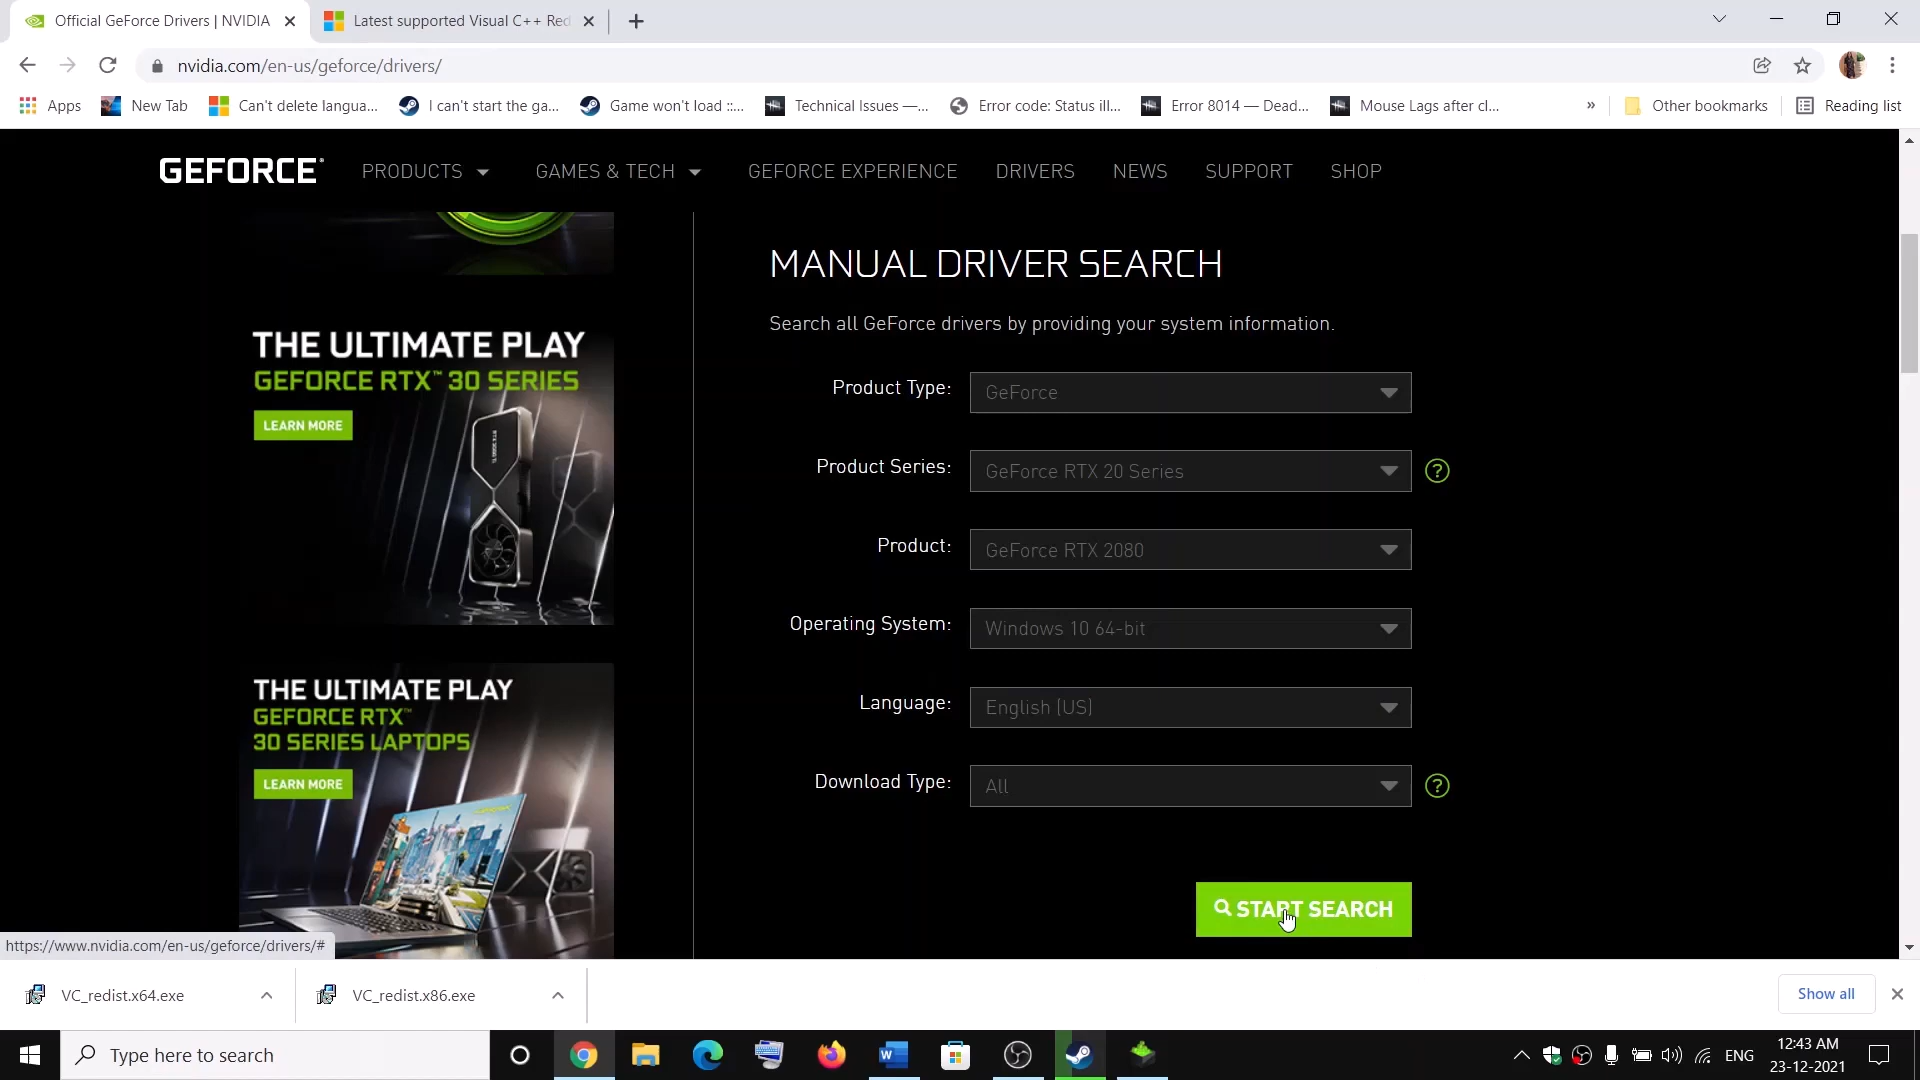 Official GeForce Drivers | NVIDIA
Latest supported Visual C++ Red
nvidia.com/en-us/geforce/drivers/
Apps
New Tab
Can't delete langua...
I can't start the ga...
Game won't load ::...
Technical Issues —...
Error code: Status ill...
Error 8014 — Dead...
Mouse Lags after cl...
»
Other bookmarks
Reading list
GEFORCE
PRODUCTS
GAMES & TECH
GEFORCE EXPERIENCE
DRIVERS
NEWS
SUPPORT
SHOP
THE ULTIMATE PLAY
GEFORCE RTX™ 30 SERIES
LEARN MORE
THE ULTIMATE PLAY
GEFORCE RTX™
30 SERIES LAPTOPS
LEARN MORE
MANUAL DRIVER SEARCH
Search all GeForce drivers by providing your system information.
Product Type: GeForce
Product Series: GeForce RTX 20 Series ?
Product: GeForce RTX 2080
Operating System: Windows 10 64-bit
Language: English (US)
Download Type: All ?
START SEARCH
https://www.nvidia.com/en-us/geforce/drivers/#
VC_redist.x64.exe
VC_redist.x86.exe
Show all
Type here to search
ENG
12:43 AM
23-12-2021